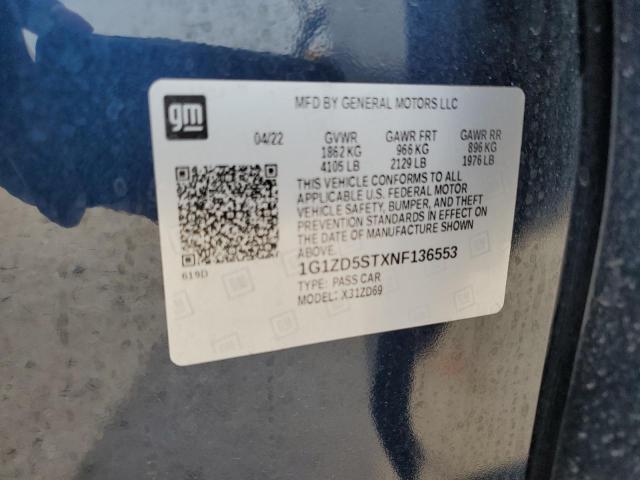 gm
MFD BY GENERAL MOTORS LLC
04/22 GVWR GAWR FRT GAWR RR
1862 KG 966 KG 896 KG
4105 LB 2129 LB 1976 LB
THIS VEHICLE CONFORMS TO ALL
APPLICABLE U.S. FEDERAL MOTOR
VEHICLE SAFETY, BUMPER, AND THEFT
PREVENTION STANDARDS IN EFFECT ON
THE DATE OF MANUFACTURE SHOWN
ABOVE.
619D
1G1ZD5STXNF136553
TYPE: PASS CAR
MODEL: X31ZD69